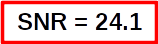 SNR = 24.1